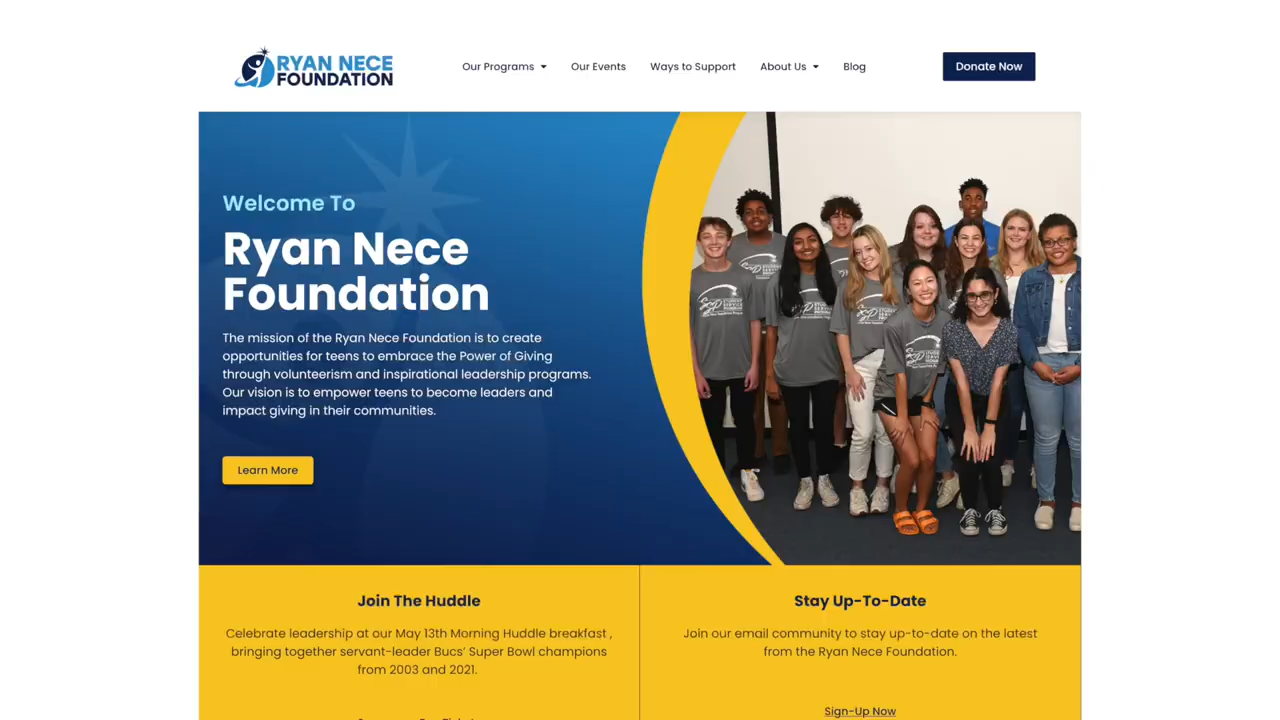 RYAN NECE
FOUNDATION
Our Programs
Our Events
Ways to Support
About Us
Blog
Donate Now
Welcome To
Ryan Nece
Foundation
The mission of the Ryan Nece Foundation is to create
opportunities for teens to embrace the Power of Giving
through volunteerism and inspirational leadership programs.
Our vision is to empower teens to become leaders and
impact giving in their communities.
Learn More
Join The Huddle
Celebrate leadership at our May 13th Morning Huddle breakfast ,
bringing together servant-leader Bucs’ Super Bowl champions
from 2003 and 2021.
Stay Up-To-Date
Join our email community to stay up-to-date on the latest
from the Ryan Nece Foundation.
Sign-Up Now